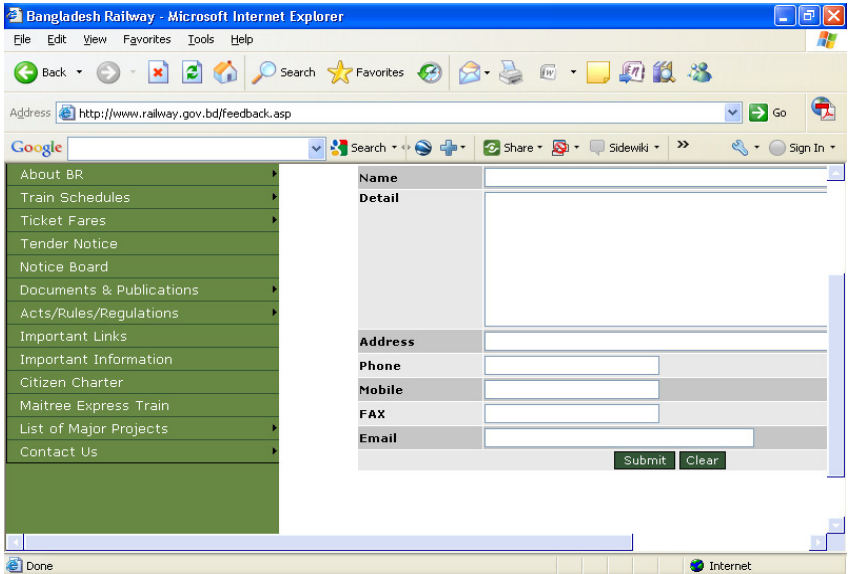 Bangladesh Railway - Microsoft Internet Explorer
File Edit View Favorites Tools Help
Back Search Favorites
Address http://www.railway.gov.bd/feedback.asp Go
Google Search Share Sidewiki » Sign In
About BR
Train Schedules
Ticket Fares
Tender Notice
Notice Board
Documents & Publications
Acts/Rules/Regulations
Important Links
Important Information
Citizen Charter
Maitree Express Train
List of Major Projects
Contact Us
Name
Detail
Address
Phone
Mobile
FAX
Email
Submit Clear
Done Internet